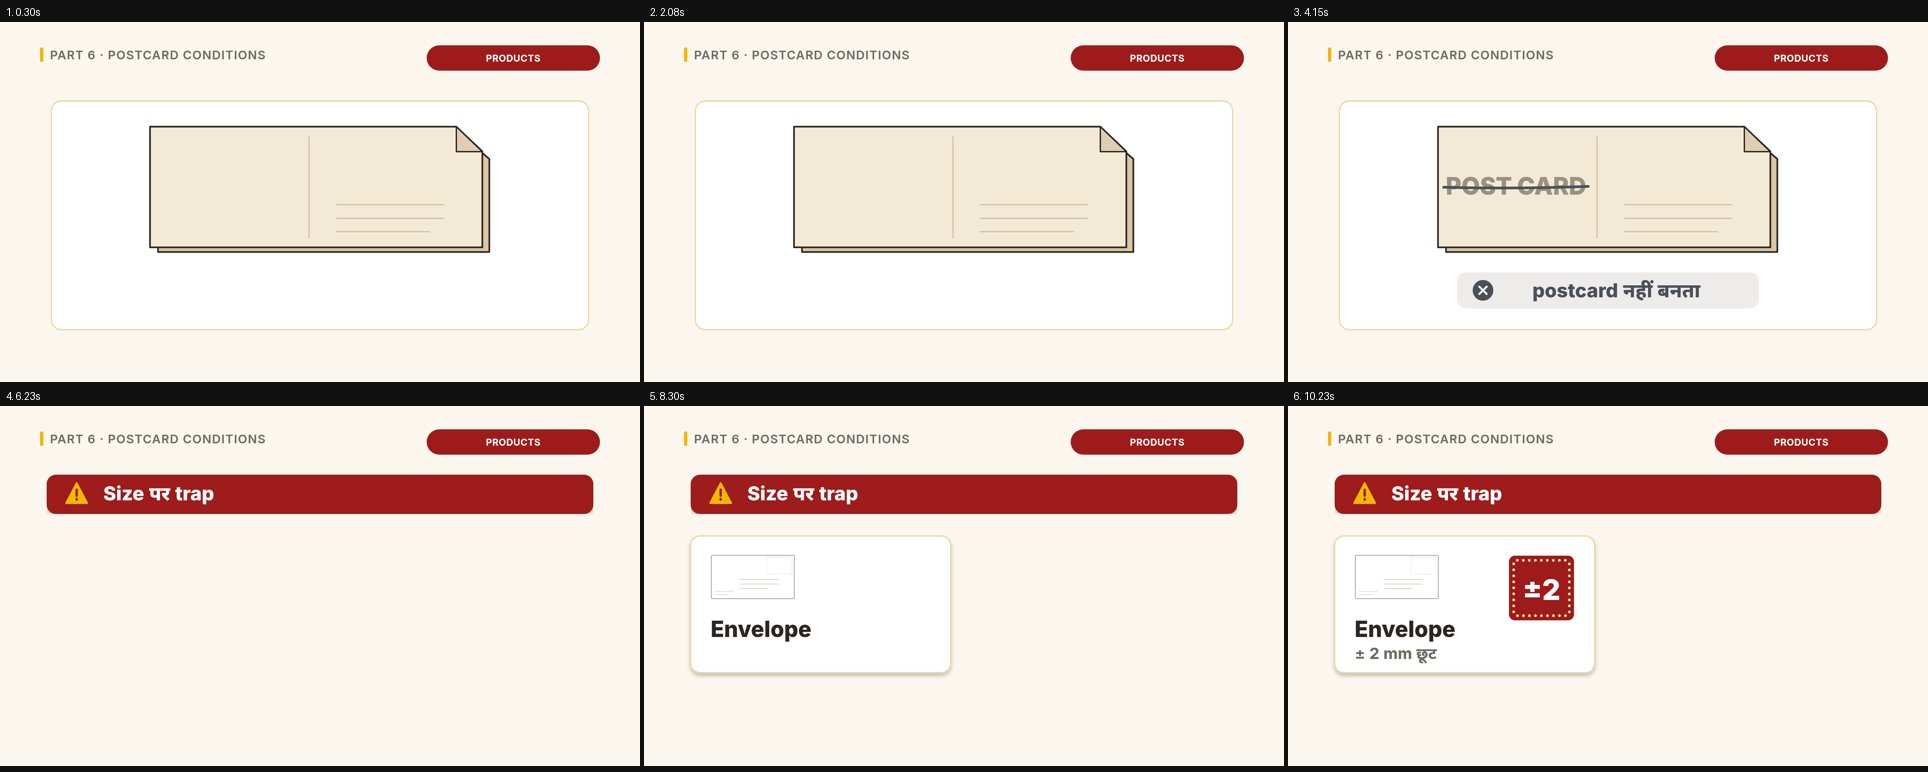 1. 0.30s
PART 6 · POSTCARD CONDITIONS
PRODUCTS
2. 2.08s
PART 6 · POSTCARD CONDITIONS
PRODUCTS
3. 4.15s
PART 6 · POSTCARD CONDITIONS
PRODUCTS
POST CARD
postcard नहीं बनता
4. 6.23s
PART 6 · POSTCARD CONDITIONS
PRODUCTS
Size पर trap
5. 8.30s
PART 6 · POSTCARD CONDITIONS
PRODUCTS
Size पर trap
Envelope
6. 10.23s
PART 6 · POSTCARD CONDITIONS
PRODUCTS
Size पर trap
±2
Envelope
± 2 mm छूट